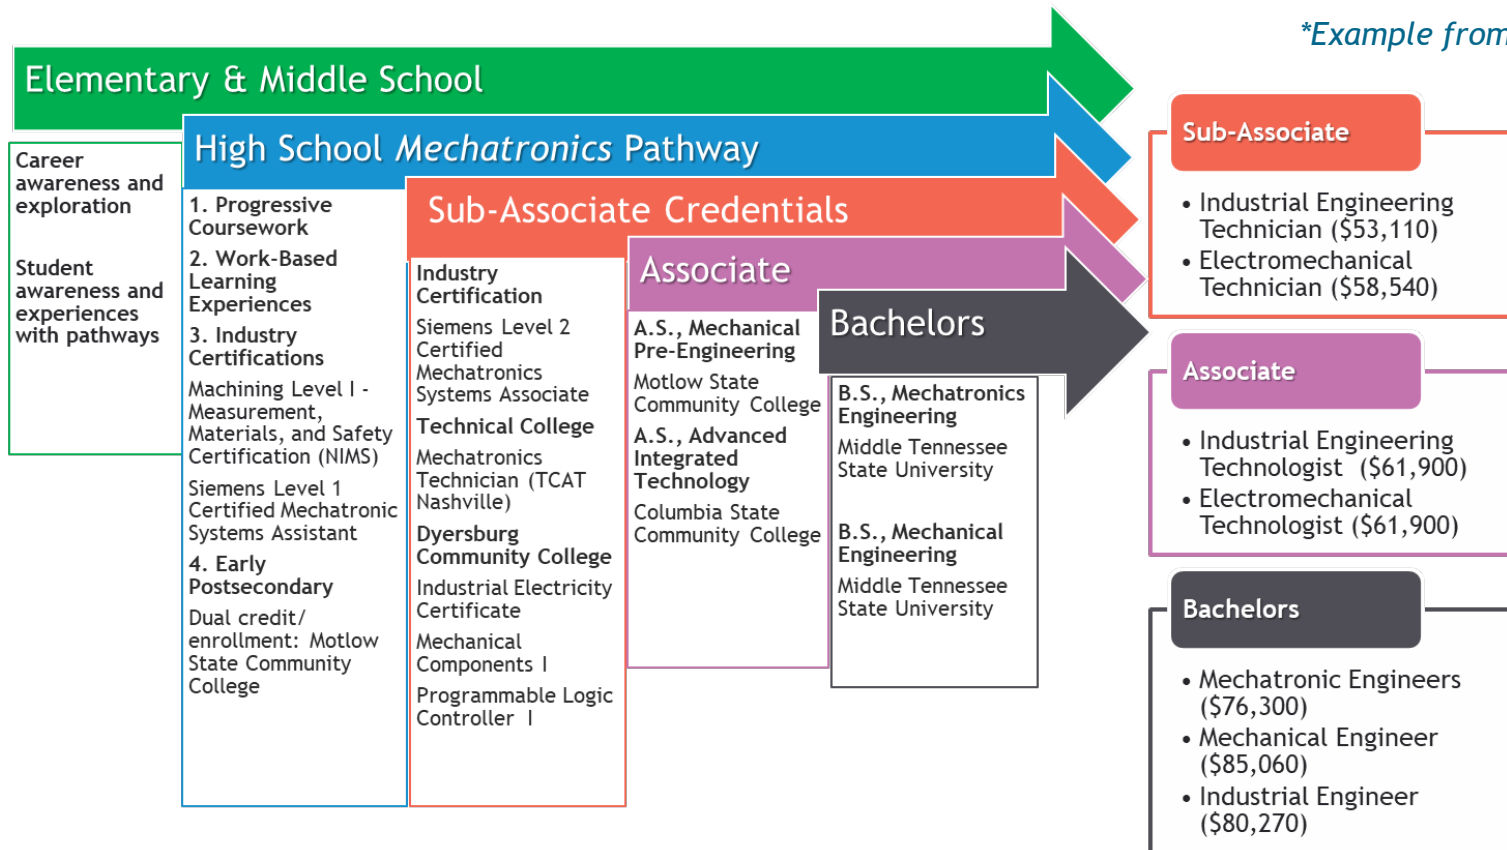 *Example from
Elementary & Middle School
Career
awareness and
exploration
Student
awareness and
experiences
with pathways
High School Mechatronics Pathway
1. Progressive
Coursework
2. Work-Based
Learning
Experiences
3. Industry
Certifications
Machining Level I -
Measurement,
Materials, and Safety
Certification (NIMS)
Siemens Level 1
Certified Mechatronic
Systems Assistant
4. Early
Postsecondary
Dual credit/
enrollment: Motlow
State Community
College
Sub-Associate Credentials
Industry
Certification
Siemens Level 2
Certified
Mechatronics
Systems Associate
Technical College
Mechatronics
Technician (TCAT
Nashville)
Dyersburg
Community College
Industrial Electricity
Certificate
Mechanical
Components I
Programmable Logic
Controller I
Associate
A.S., Mechanical
Pre-Engineering
Motlow State
Community College
A.S., Advanced
Integrated
Technology
Columbia State
Community College
Bachelors
B.S., Mechatronics
Engineering
Middle Tennessee
State University
B.S., Mechanical
Engineering
Middle Tennessee
State University
Sub-Associate
• Industrial Engineering
Technician ($53,110)
• Electromechanical
Technician ($58,540)
Associate
• Industrial Engineering
Technologist ($61,900)
• Electromechanical
Technologist ($61,900)
Bachelors
• Mechatronic Engineers
($76,300)
• Mechanical Engineer
($85,060)
• Industrial Engineer
($80,270)